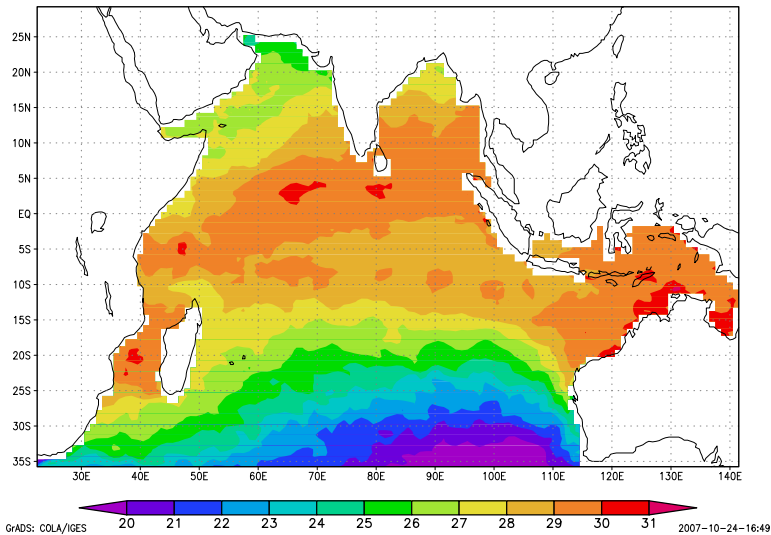 25N
20N
15N
10N
5N
EQ
5S
10S
15S
20S
25S
30S
35S
30E 40E 50E 60E 70E 80E 90E 100E 110E 120E 130E 140E
20 21 22 23 24 25 26 27 28 29 30 31
GrADS: COLA/IGES 2007-10-24-16:49